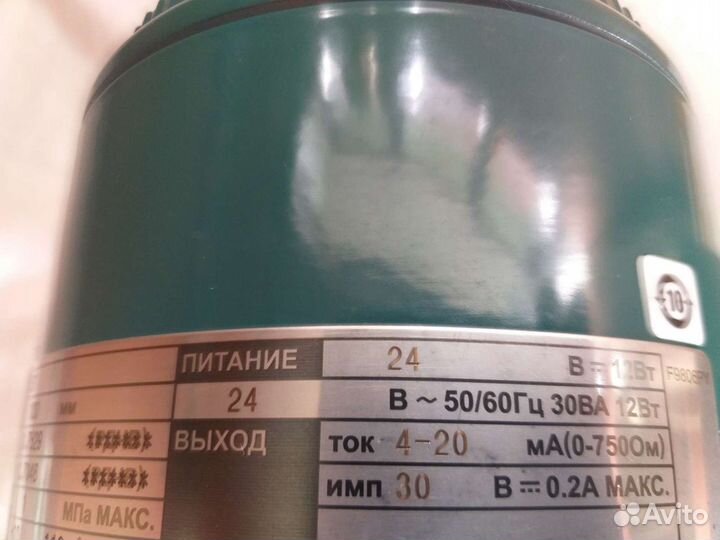 10
ПИТАНИЕ 24 В ⎓ 12Вт
24 В ~ 50/60Гц 30ВА 12Вт
мм
ВЫХОД ток 4-20 мА(0-750Ом)
имп 30 В ⎓ 0.2А МАКС.
МПа МАКС.
Avito